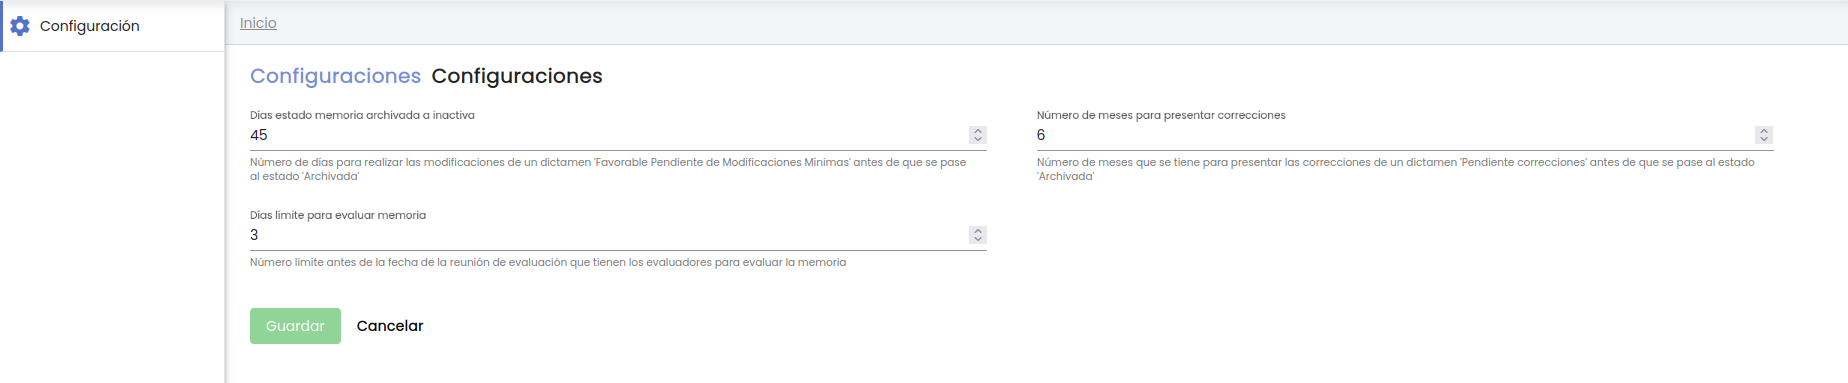 Configuración
Inicio
Configuraciones Configuraciones
Días estado memoria archivada a inactiva
45
Número de días para realizar las modificaciones de un dictamen 'Favorable Pendiente de Modificaciones Mínimas' antes de que se pase
al estado 'Archivada'
Número de meses para presentar correcciones
6
Número de meses que se tiene para presentar las correcciones de un dictamen 'Pendiente correcciones' antes de que se pase al estado
'Archivada'
Días límite para evaluar memoria
3
Número límite antes de la fecha de la reunión de evaluación que tienen los evaluadores para evaluar la memoria
Guardar Cancelar